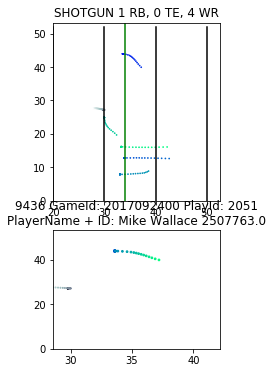 SHOTGUN 1 RB, 0 TE, 4 WR
50
40
30
20
10
0
20 30 40 50
9436 GameId: 2017092400 PlayId: 2051
PlayerName + ID: Mike Wallace 2507763.0
40
20
0
30 35 40